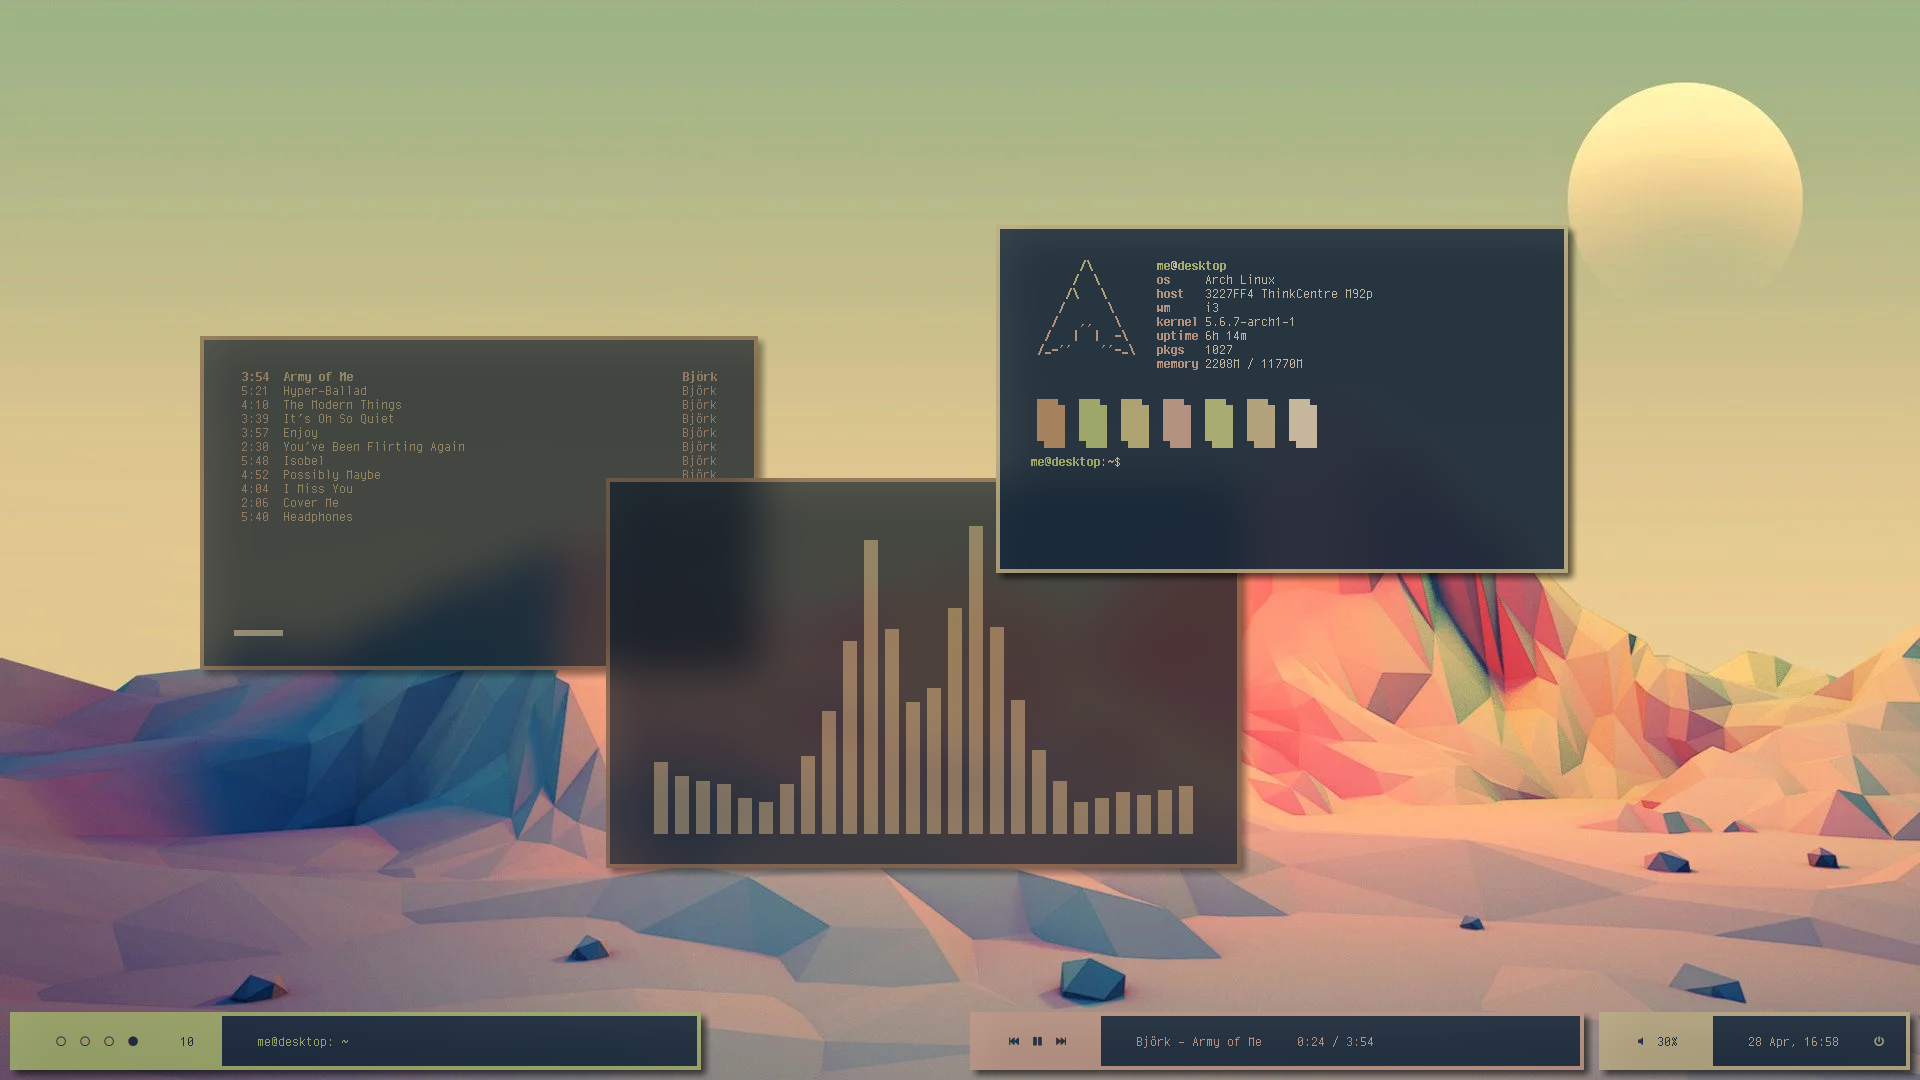 3:54 Army of Me Björk
5:21 Hyper-Ballad Björk
4:10 The Modern Things Björk
3:39 It's Oh So Quiet Björk
3:57 Enjoy Björk
2:30 You've Been Flirting Again Björk
5:48 Isobel Björk
4:52 Possibly Maybe Björk
4:04 I Miss You
2:06 Cover Me
5:40 Headphones
me@desktop
os Arch Linux
host 3227FF4 ThinkCentre M92p
wm i3
kernel 5.6.7-arch1-1
uptime 6h 14m
pkgs 1027
memory 2208M / 11770M
me@desktop:~$
10
me@desktop: ~
Björk - Army of Me 0:24 / 3:54
30%
28 Apr, 16:58